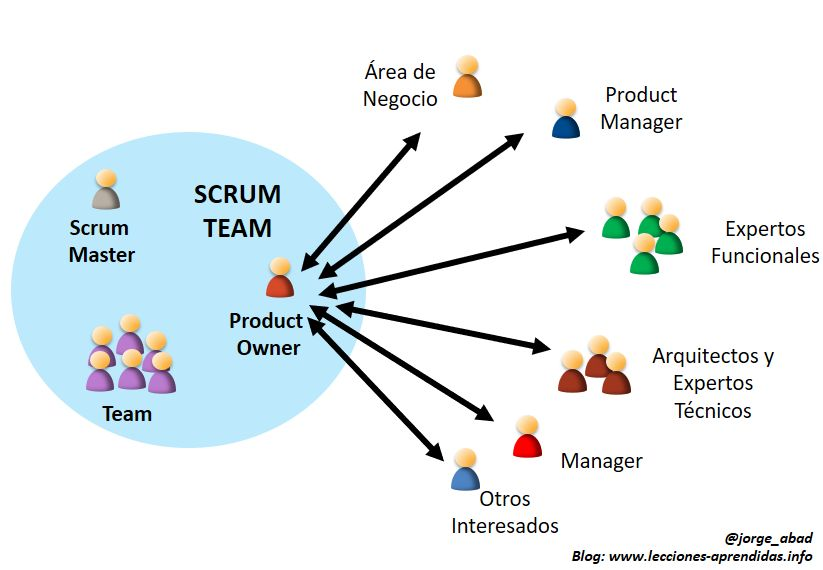 Área de
Negocio
Product
Manager
SCRUM
TEAM
Scrum
Master
Expertos
Funcionales
Product
Owner
Team
Arquitectos y
Expertos
Técnicos
Manager
Otros
Interesados
@jorge_abad
Blog: www.lecciones-aprendidas.info